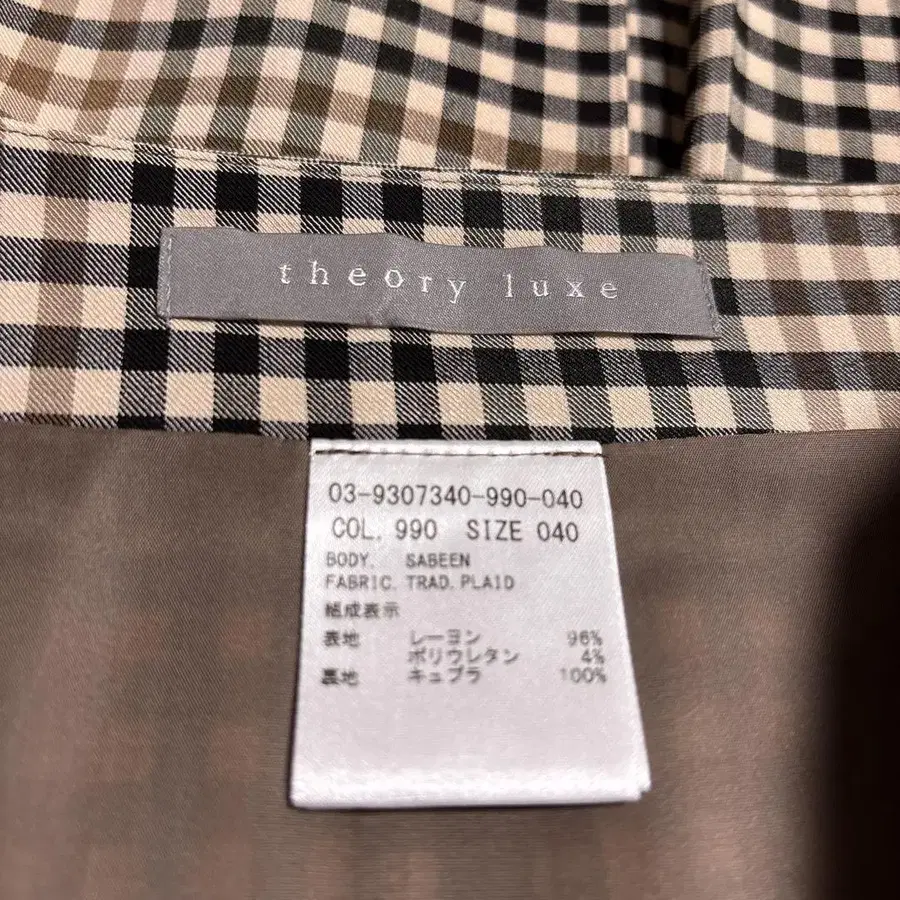 theory luxe
03-9307340-990-040
COL. 990 SIZE 040
BODY. SABEEN
FABRIC. TRAD. PLAID
組成表示
表地 レーヨン 96%
ポリウレタン 4%
裏地 キュプラ 100%